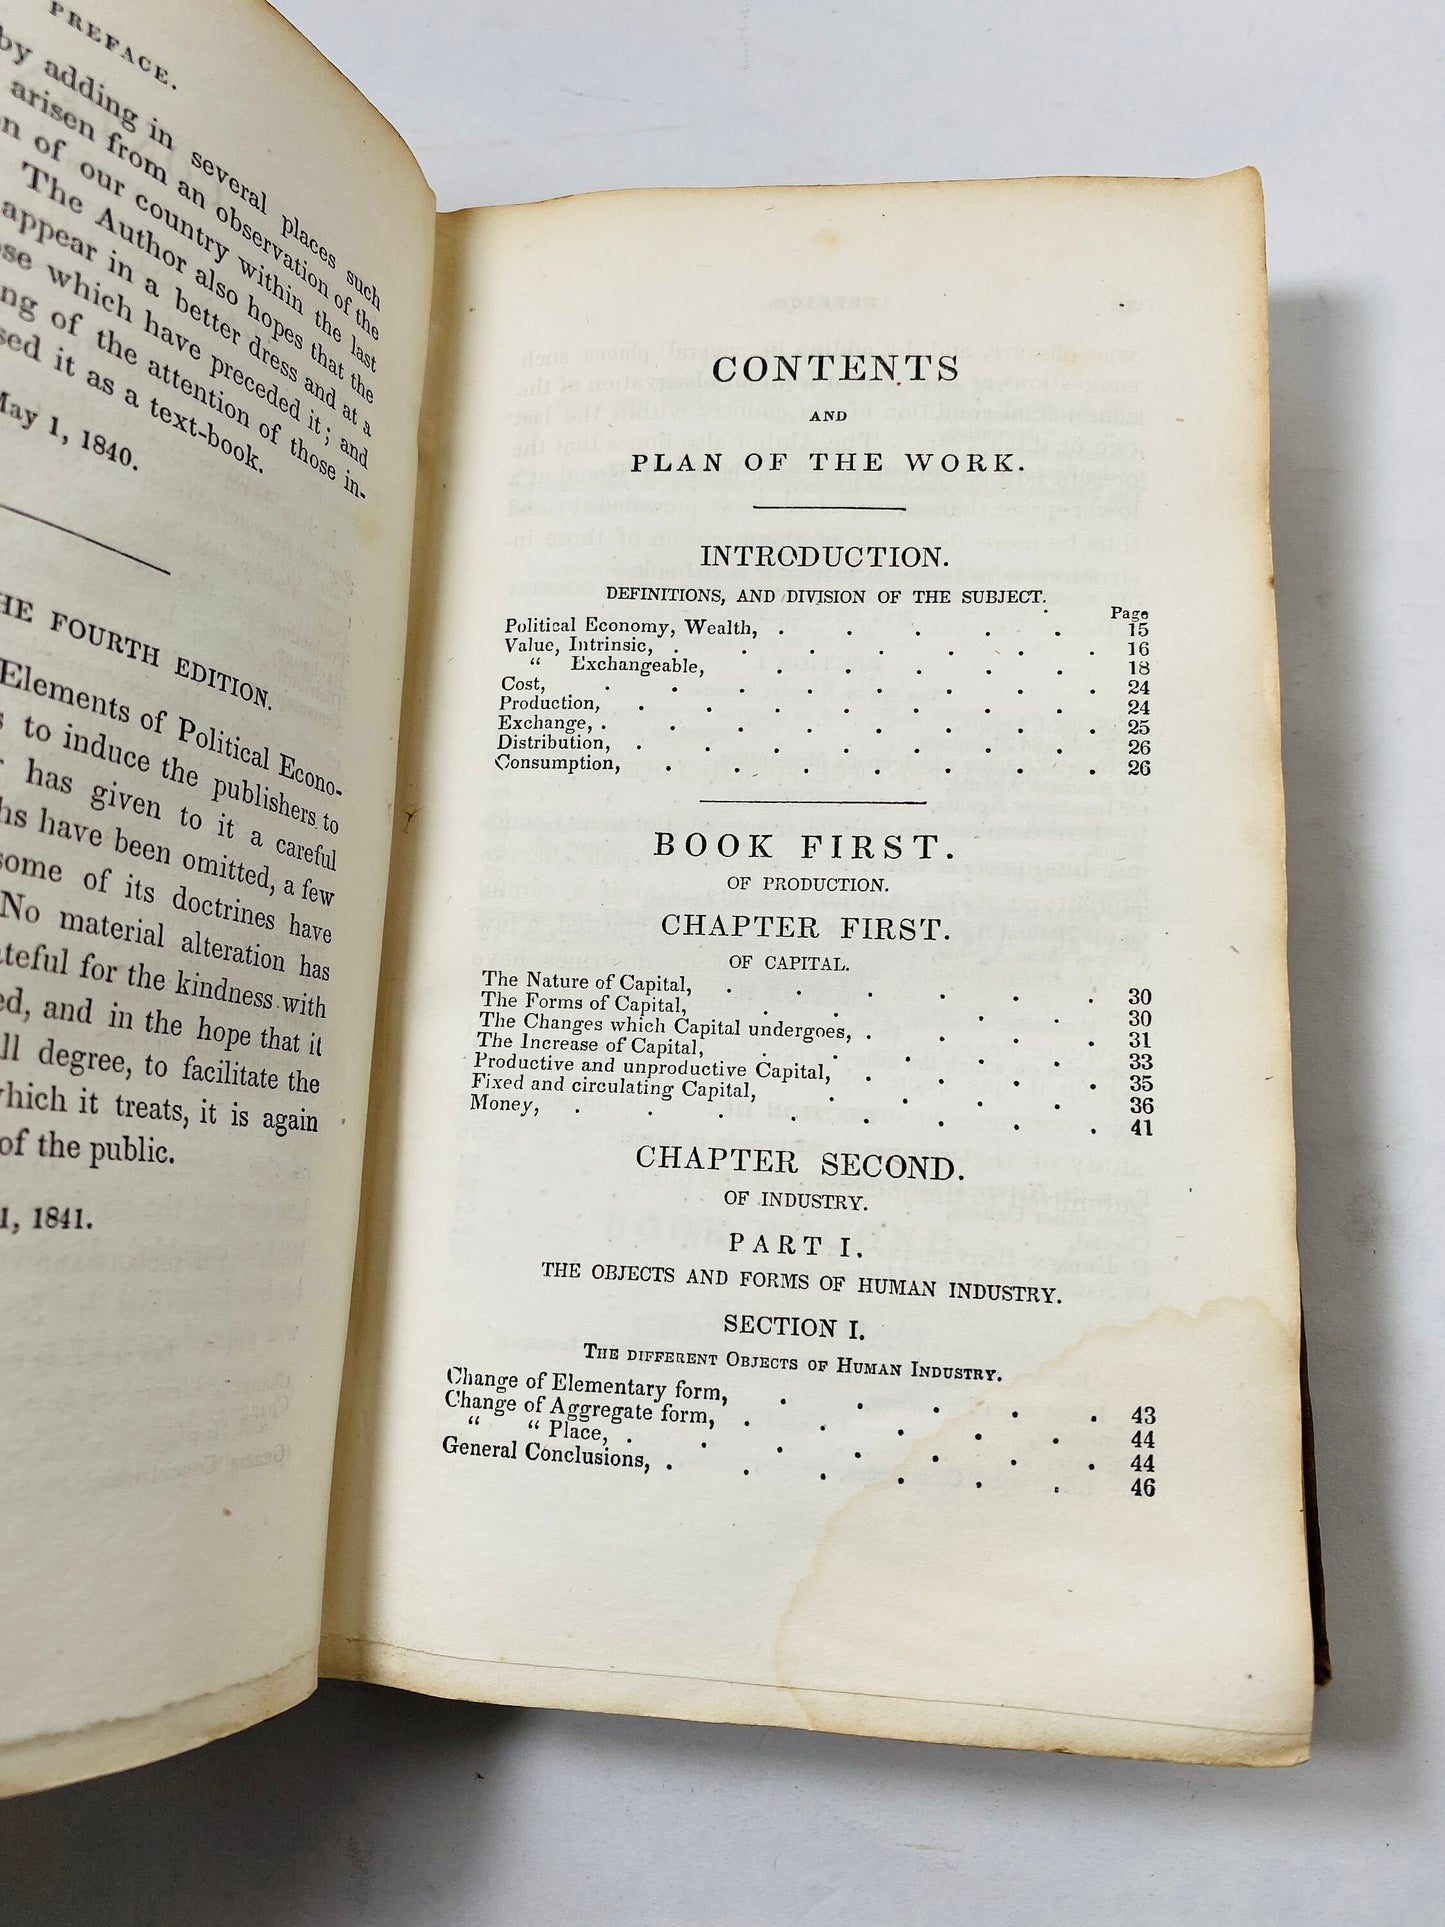 PREFACE.
by adding in several places such
arisen from an observation of the
of our country within the last
The Author also hopes that the
appear in a better dress and at a
which have preceded it; and
of the attention of those in-
it as a text-book.
May 1, 1840.
THE FOURTH EDITION.
Elements of Political Econo-
to induce the publishers to
has given to it a careful
have been omitted, a few
some of its doctrines have
No material alteration has
for the kindness with
and in the hope that it
degree, to facilitate the
which it treats, it is again
of the public.
1, 1841.
CONTENTS
AND
PLAN OF THE WORK.
INTRODUCTION.
DEFINITIONS, AND DIVISION OF THE SUBJECT.
Page
Political Economy, Wealth, . . . . . 15
Value, Intrinsic, . . . . . . . 16
“ Exchangeable, . . . . . . 18
Cost, . . . . . . . . 24
Production, . . . . . . . 24
Exchange, . . . . . . . . 25
Distribution, . . . . . . . 26
Consumption, . . . . . . . 26
BOOK FIRST.
OF PRODUCTION.
CHAPTER FIRST.
OF CAPITAL.
The Nature of Capital, . . . . . . 30
The Forms of Capital, . . . . . 30
The Changes which Capital undergoes, . . . . 31
The Increase of Capital, . . . . . 33
Productive and unproductive Capital, . . . . 35
Fixed and circulating Capital, . . . . 36
Money, . . . . . . . . 41
CHAPTER SECOND.
OF INDUSTRY.
PART I.
THE OBJECTS AND FORMS OF HUMAN INDUSTRY.
SECTION I.
THE DIFFERENT OBJECTS OF HUMAN INDUSTRY.
Change of Elementary form, . . . . . 43
Change of Aggregate form, . . . . . 44
“ “ Place, . . . . . . . 44
General Conclusions, . . . . . . 46